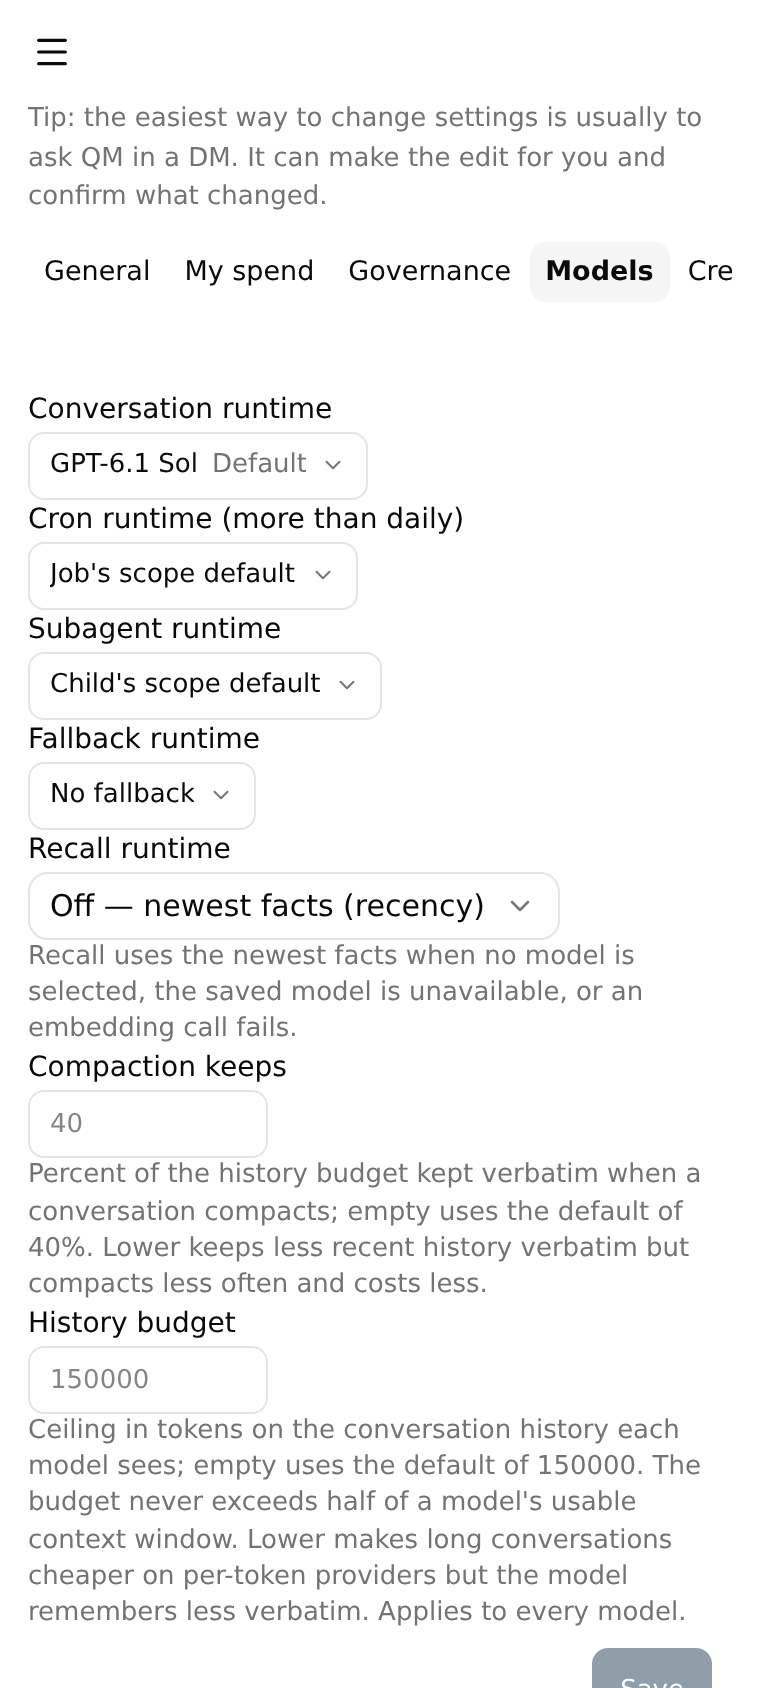 Tip: the easiest way to change settings is usually to
ask QM in a DM. It can make the edit for you and
confirm what changed.
General My spend Governance Models Cre
Conversation runtime
GPT-6.1 Sol Default
Cron runtime (more than daily)
Job's scope default
Subagent runtime
Child's scope default
Fallback runtime
No fallback
Recall runtime
Off — newest facts (recency)
Recall uses the newest facts when no model is
selected, the saved model is unavailable, or an
embedding call fails.
Compaction keeps
40
Percent of the history budget kept verbatim when a
conversation compacts; empty uses the default of
40%. Lower keeps less recent history verbatim but
compacts less often and costs less.
History budget
150000
Ceiling in tokens on the conversation history each
model sees; empty uses the default of 150000. The
budget never exceeds half of a model's usable
context window. Lower makes long conversations
cheaper on per-token providers but the model
remembers less verbatim. Applies to every model.
Save